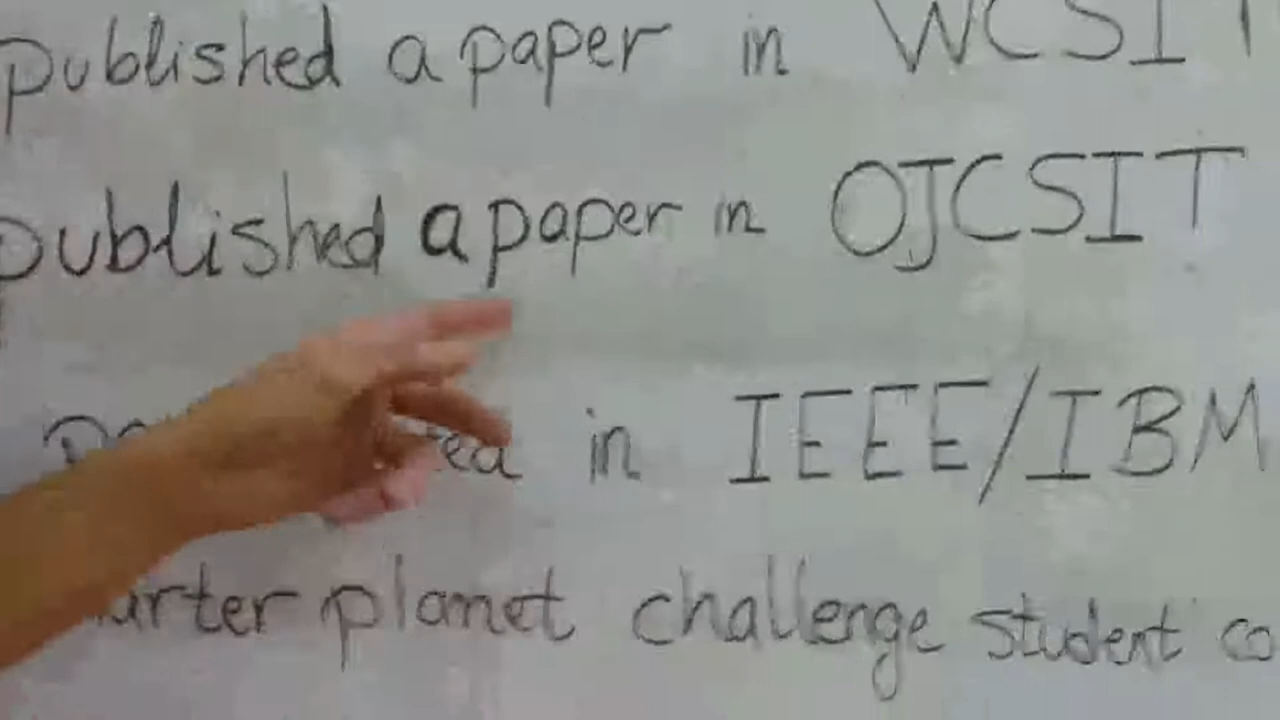 published a paper in WCSIT
published a paper in OJCSIT
in IEEE/IBM
planet challenge student